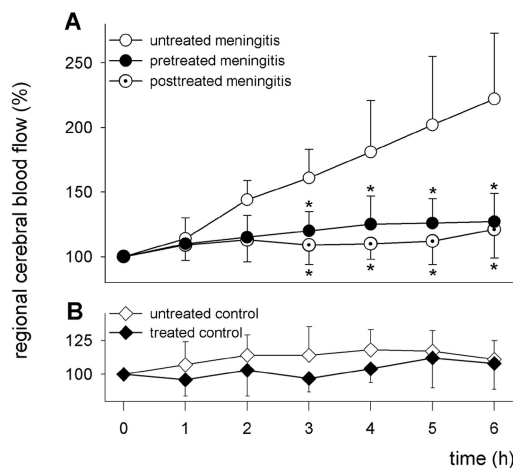 A
untreated meningitis
pretreated meningitis
posttreated meningitis
regional cerebral blood flow (%)
250
200
150
100
* * * *
* * * *
B
untreated control
treated control
125
100
0 1 2 3 4 5 6
time (h)